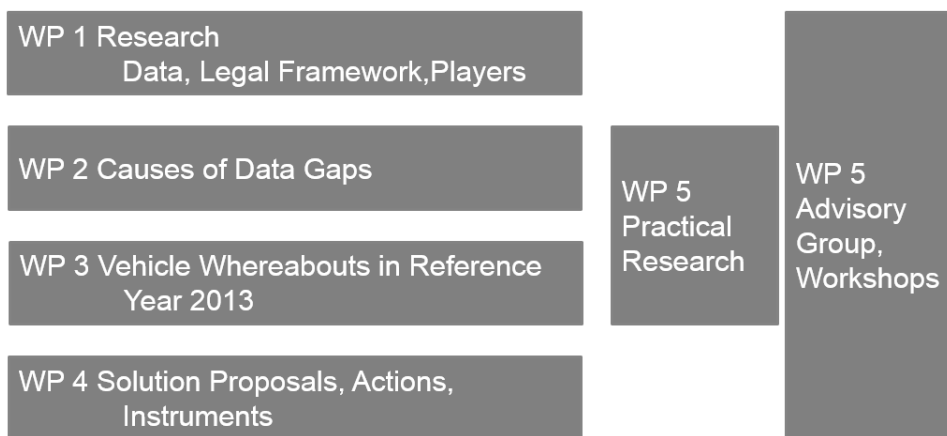 WP 1 Research
Data, Legal Framework,Players
WP 2 Causes of Data Gaps
WP 3 Vehicle Whereabouts in Reference
Year 2013
WP 4 Solution Proposals, Actions,
Instruments
WP 5
Practical
Research
WP 5
Advisory
Group,
Workshops